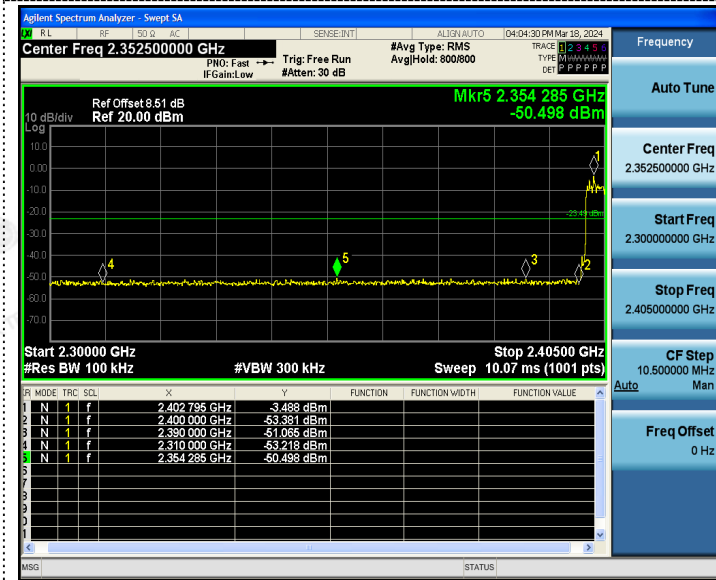 Agilent Spectrum Analyzer - Swept SA
LXI RL RF 50 Ω AC SENSE:INT ALIGN AUTO 04:04:30 PM Mar 18, 2024
Center Freq 2.352500000 GHz #Avg Type: RMS TRACE 1 2 3 4 5 6
PNO: Fast Trig: Free Run Avg|Hold: 800/800 TYPE M
IFGain:Low #Atten: 30 dB DET P P P P P P
Frequency
Auto Tune
Center Freq
2.352500000 GHz
Start Freq
2.300000000 GHz
Stop Freq
2.405000000 GHz
CF Step
10.500000 MHz
Auto Man
Freq Offset
0 Hz
Ref Offset 8.51 dB Mkr5 2.354 285 GHz
10 dB/div Ref 20.00 dBm -50.498 dBm
Log
10.0
0.00
-10.0
-20.0
-30.0
-40.0
-50.0
-60.0
-70.0
1
-23.49 dBm
4
5
3
2
Start 2.30000 GHz Stop 2.40500 GHz
#Res BW 100 kHz #VBW 300 kHz Sweep 10.07 ms (1001 pts)
MODE TRC SCL X Y FUNCTION FUNCTION WIDTH FUNCTION VALUE
1 N 1 f 2.402 795 GHz -3.488 dBm
2 N 1 f 2.400 000 GHz -53.381 dBm
3 N 1 f 2.390 000 GHz -51.065 dBm
4 N 1 f 2.310 000 GHz -53.218 dBm
5 N 1 f 2.354 285 GHz -50.498 dBm
6
7
8
9
MSG STATUS